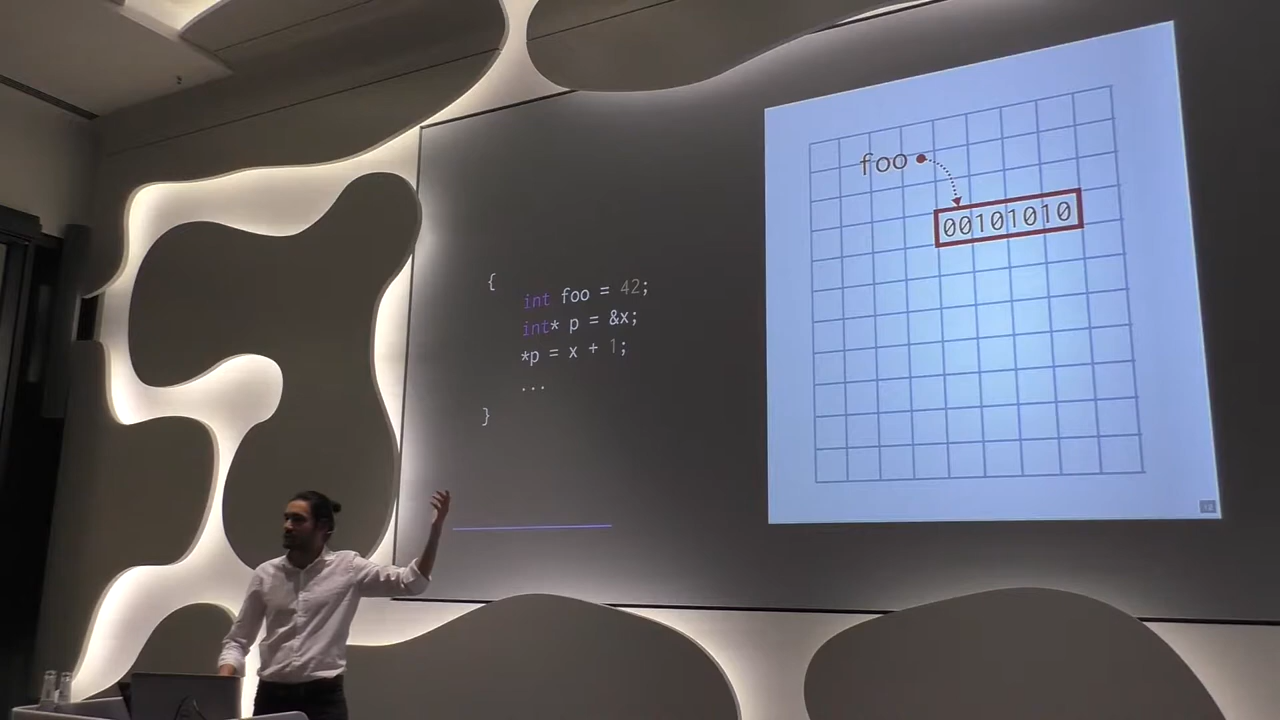 {
int foo = 42;
int* p = &x;
*p = x + 1;
...
}
foo
00101010